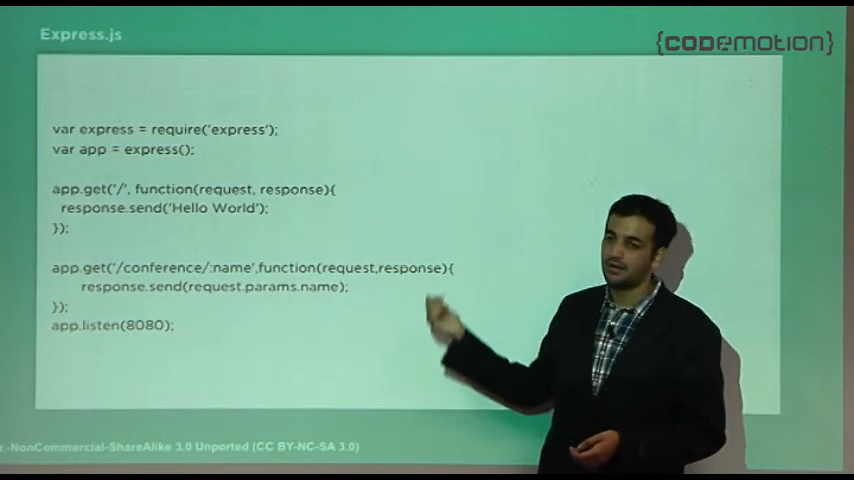 Express.js
{CODEMOTION}
var express = require('express');
var app = express();
app.get('/', function(request, response){
response.send('Hello World');
});
app.get('/conference/:name',function(request,response){
response.send(request.params.name);
});
app.listen(8080);
-NonCommercial-ShareAlike 3.0 Unported (CC BY-NC-SA 3.0)